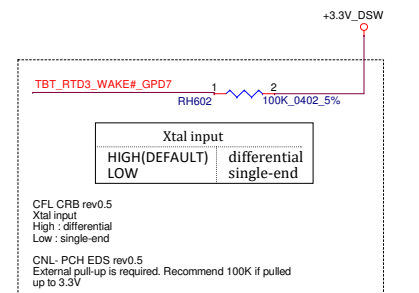 +3.3V_DSW
TBT_RTD3_WAKE#_GPD7
1
2
RH602
100K_0402_5%
Xtal input
HIGH(DEFAULT) differential
LOW single-end
CFL CRB rev0.5
Xtal input
High : differential
Low : single-end
CNL- PCH EDS rev0.5
External pull-up is required. Recommend 100K if pulled
up to 3.3V